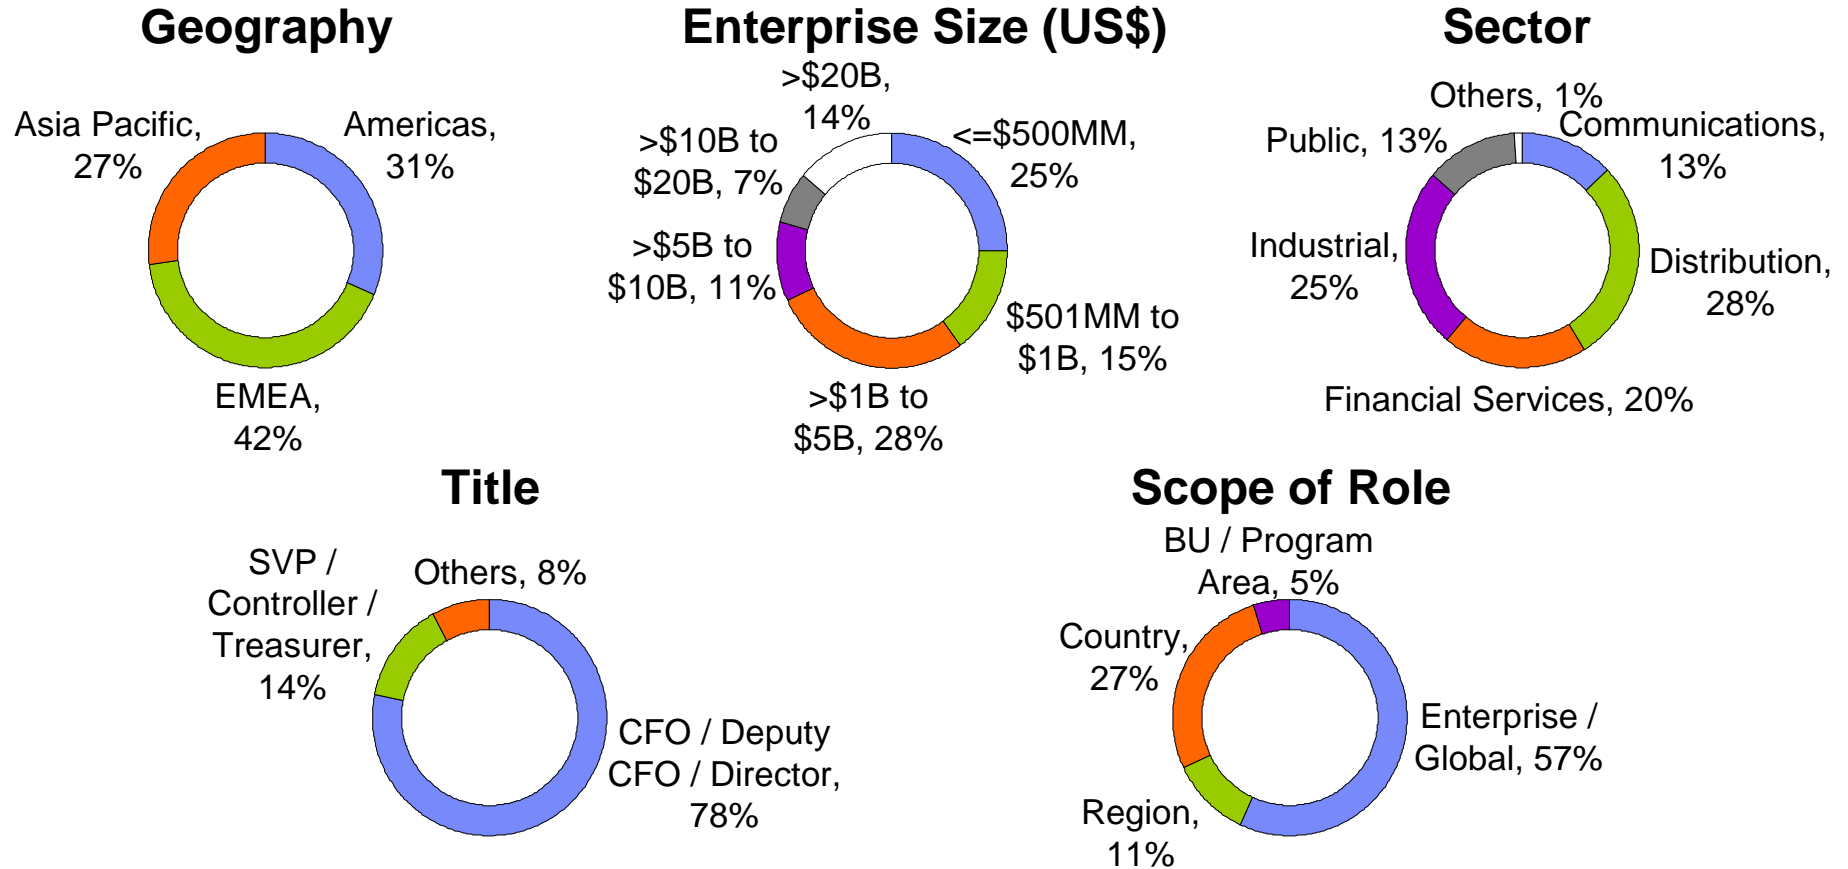 Geography
Asia Pacific,
27%
Americas,
31%
EMEA,
42%
Enterprise Size (US$)
>$20B,
14%
<=$500MM,
25%
>$10B to
$20B, 7%
>$5B to
$10B, 11%
$501MM to
$1B, 15%
>$1B to
$5B, 28%
Sector
Others, 1%
Communications,
13%
Public, 13%
Industrial,
25%
Distribution,
28%
Financial Services, 20%
Title
SVP /
Controller /
Treasurer,
14%
Others, 8%
CFO / Deputy
CFO / Director,
78%
Scope of Role
BU / Program
Area, 5%
Country,
27%
Enterprise /
Global, 57%
Region,
11%